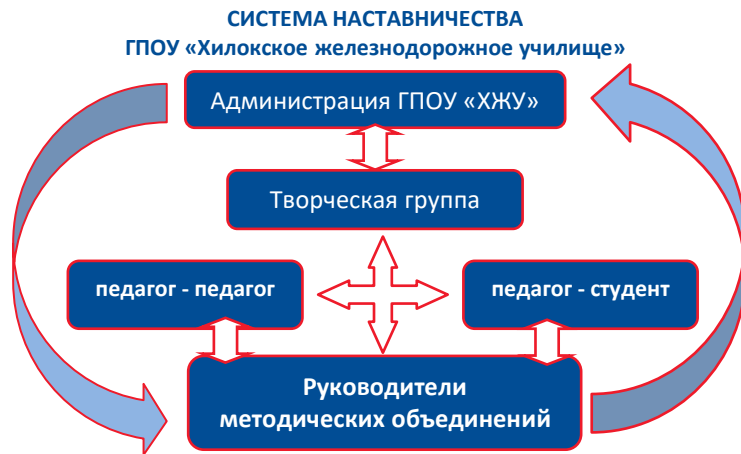 СИСТЕМА НАСТАВНИЧЕСТВА
ГПОУ «Хилокское железнодорожное училище»
Администрация ГПОУ «ХЖУ»
Творческая группа
педагог - педагог
педагог - студент
Руководители
методических объединений